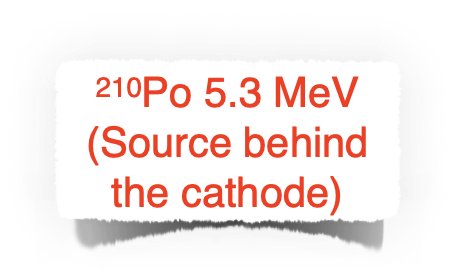 ²¹⁰Po 5.3 MeV
(Source behind
the cathode)